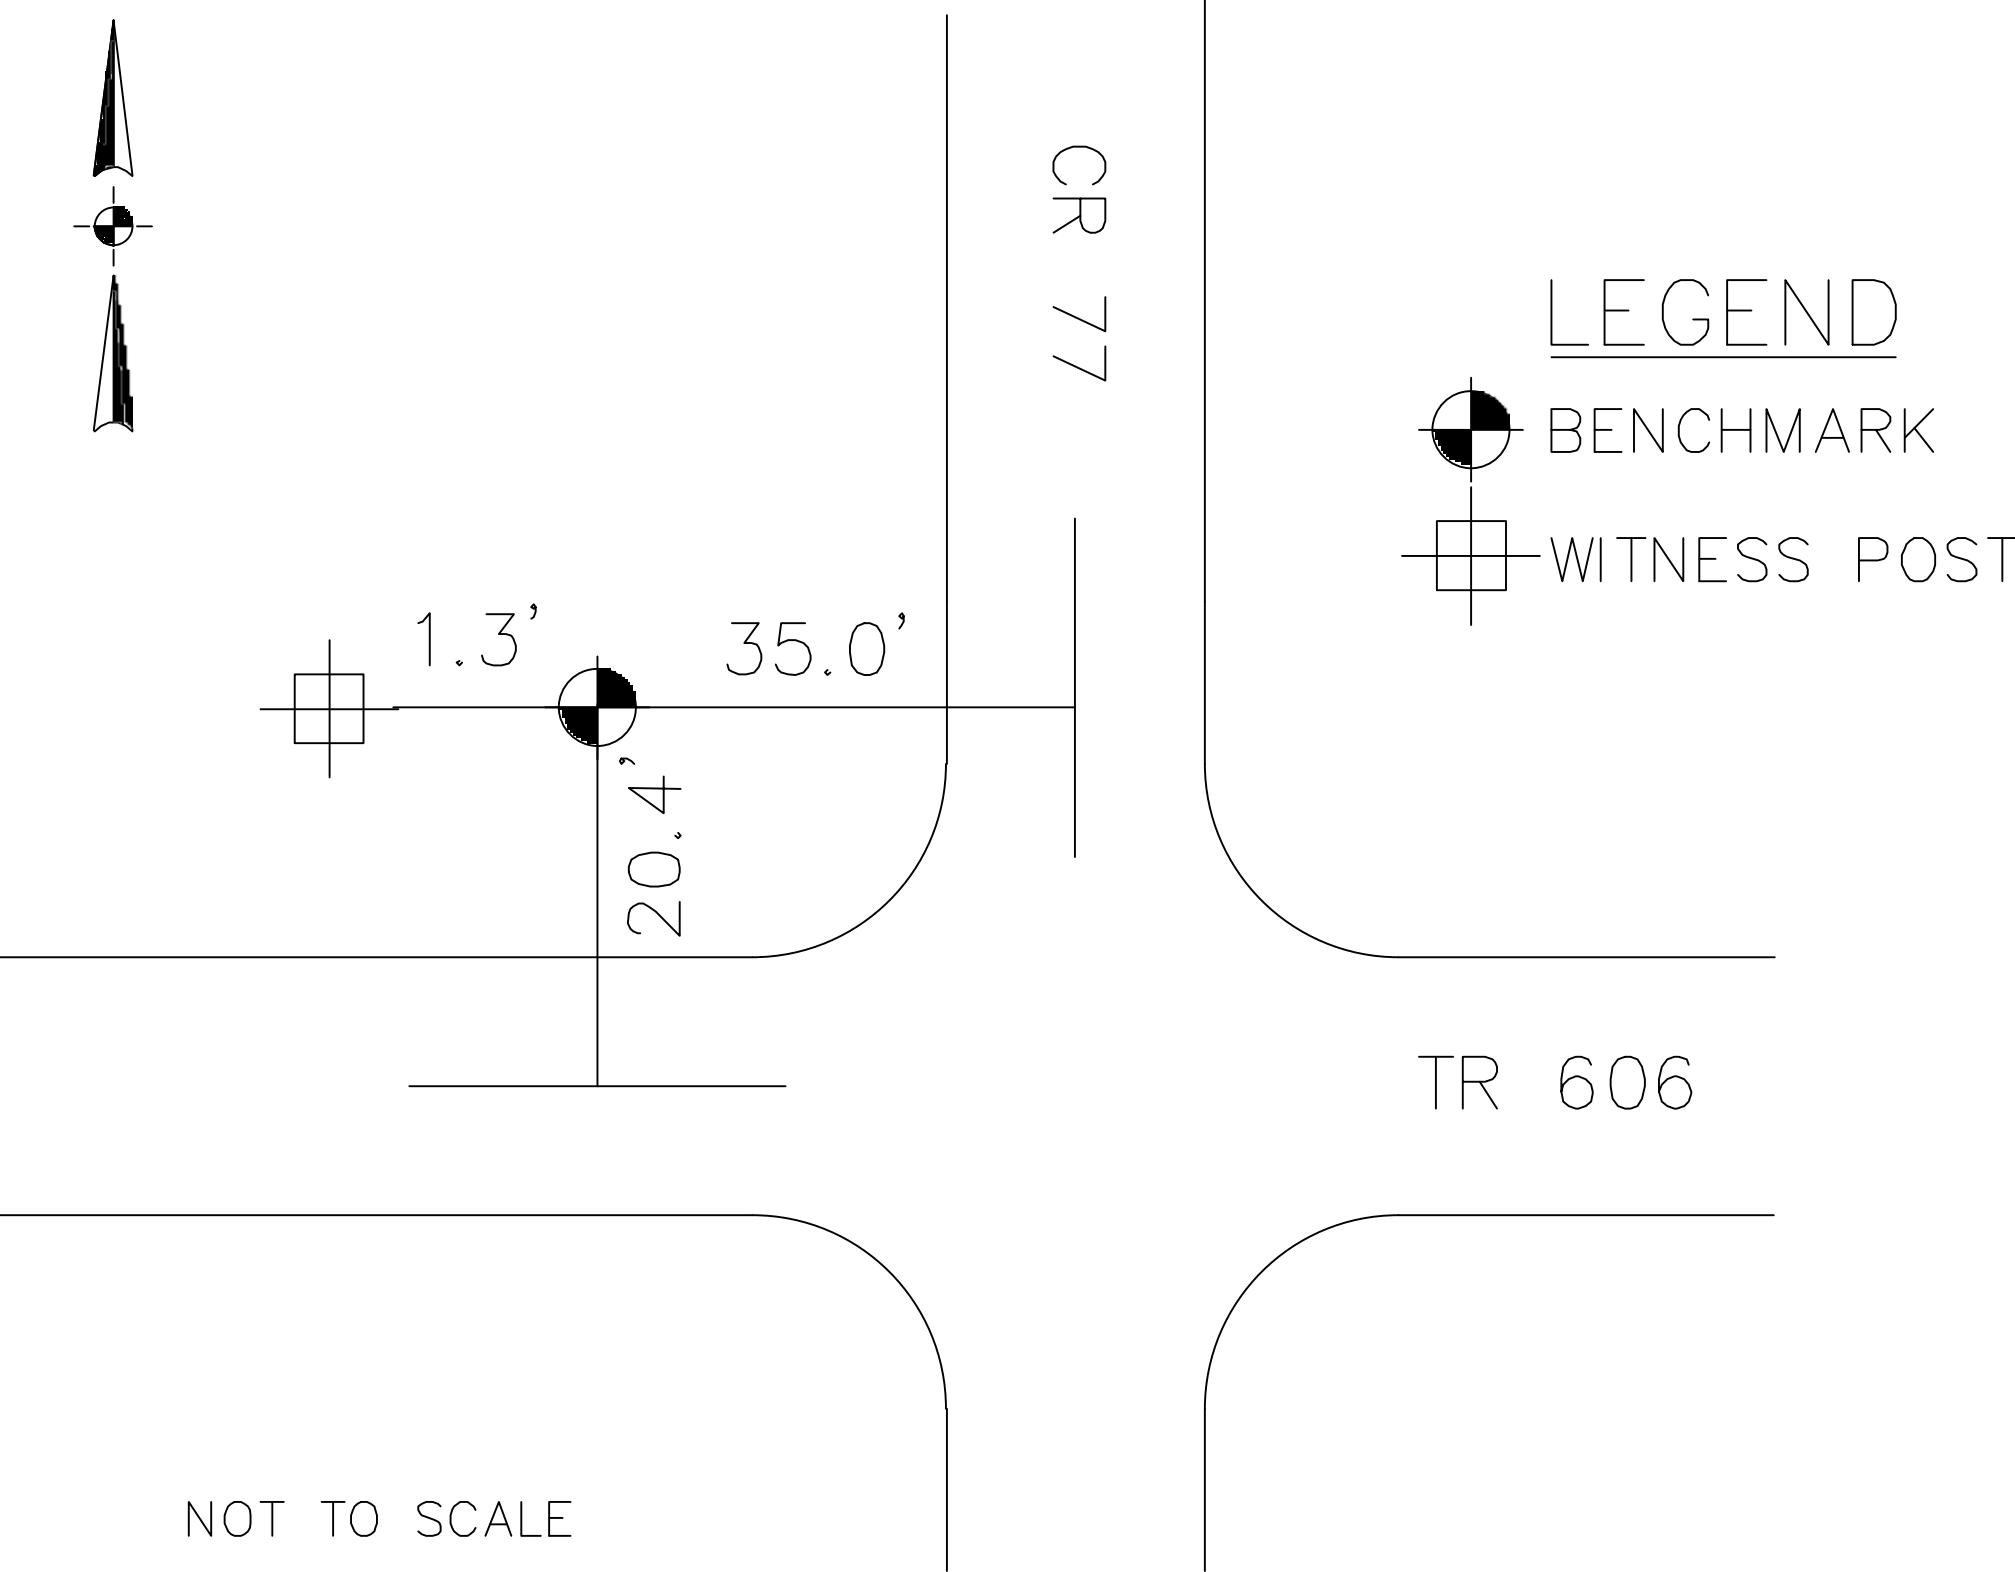 CR 77
LEGEND
BENCHMARK
WITNESS POST
1.3’
35.0’
20.4’
TR 606
NOT TO SCALE